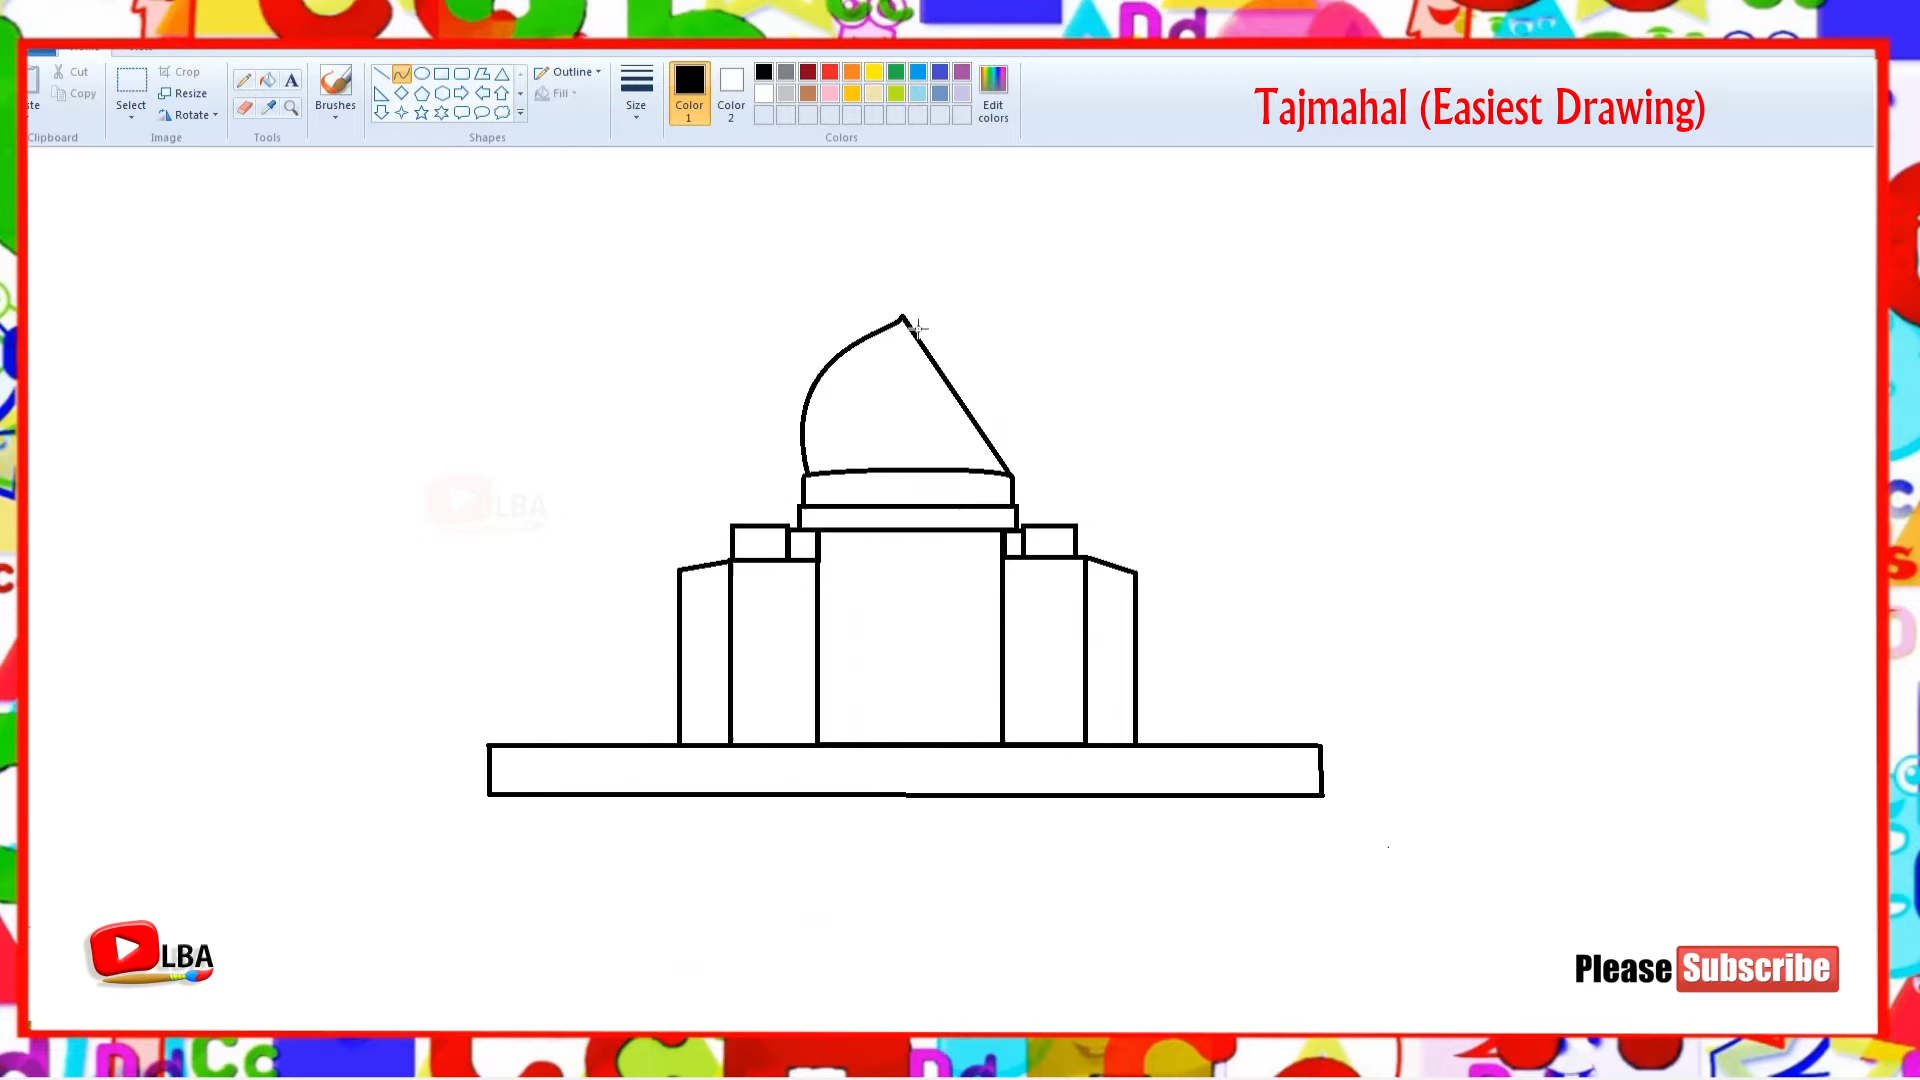 Cut
Crop
Copy
Resize
Rotate
Select
Brushes
Outline
Fill
Size
Color 1
Color 2
Edit colors
Clipboard
Image
Tools
Shapes
Colors
Tajmahal (Easiest Drawing)
LBA
LBA
Please Subscribe